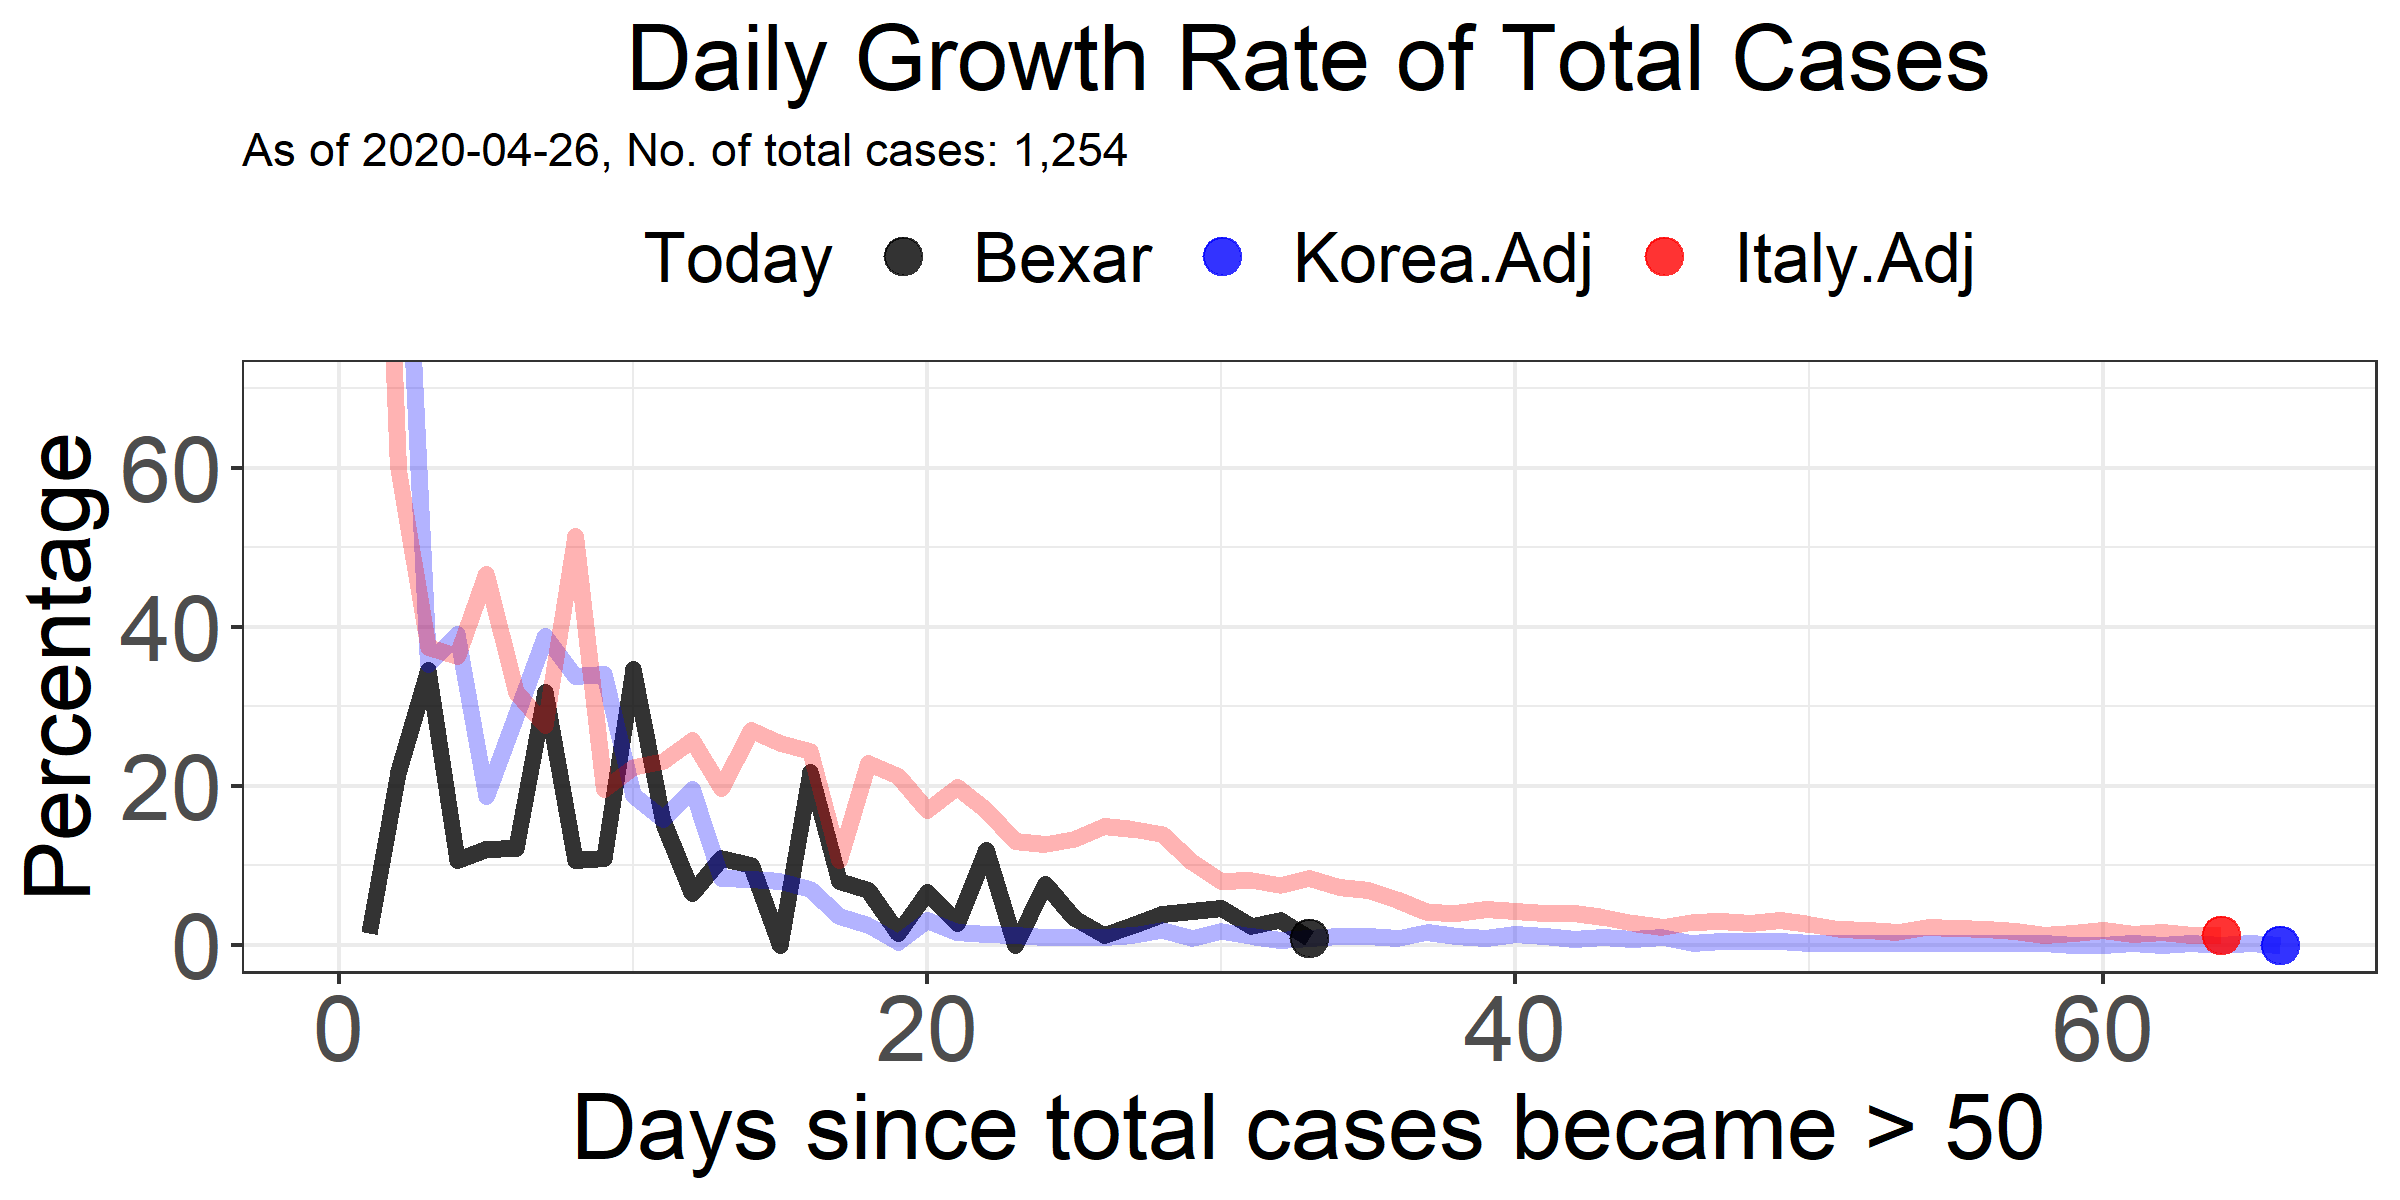 Daily Growth Rate of Total Cases
As of 2020-04-26, No. of total cases: 1,254
Today Bexar Korea.Adj Italy.Adj
Percentage
60
40
20
0
0 20 40 60
Days since total cases became > 50